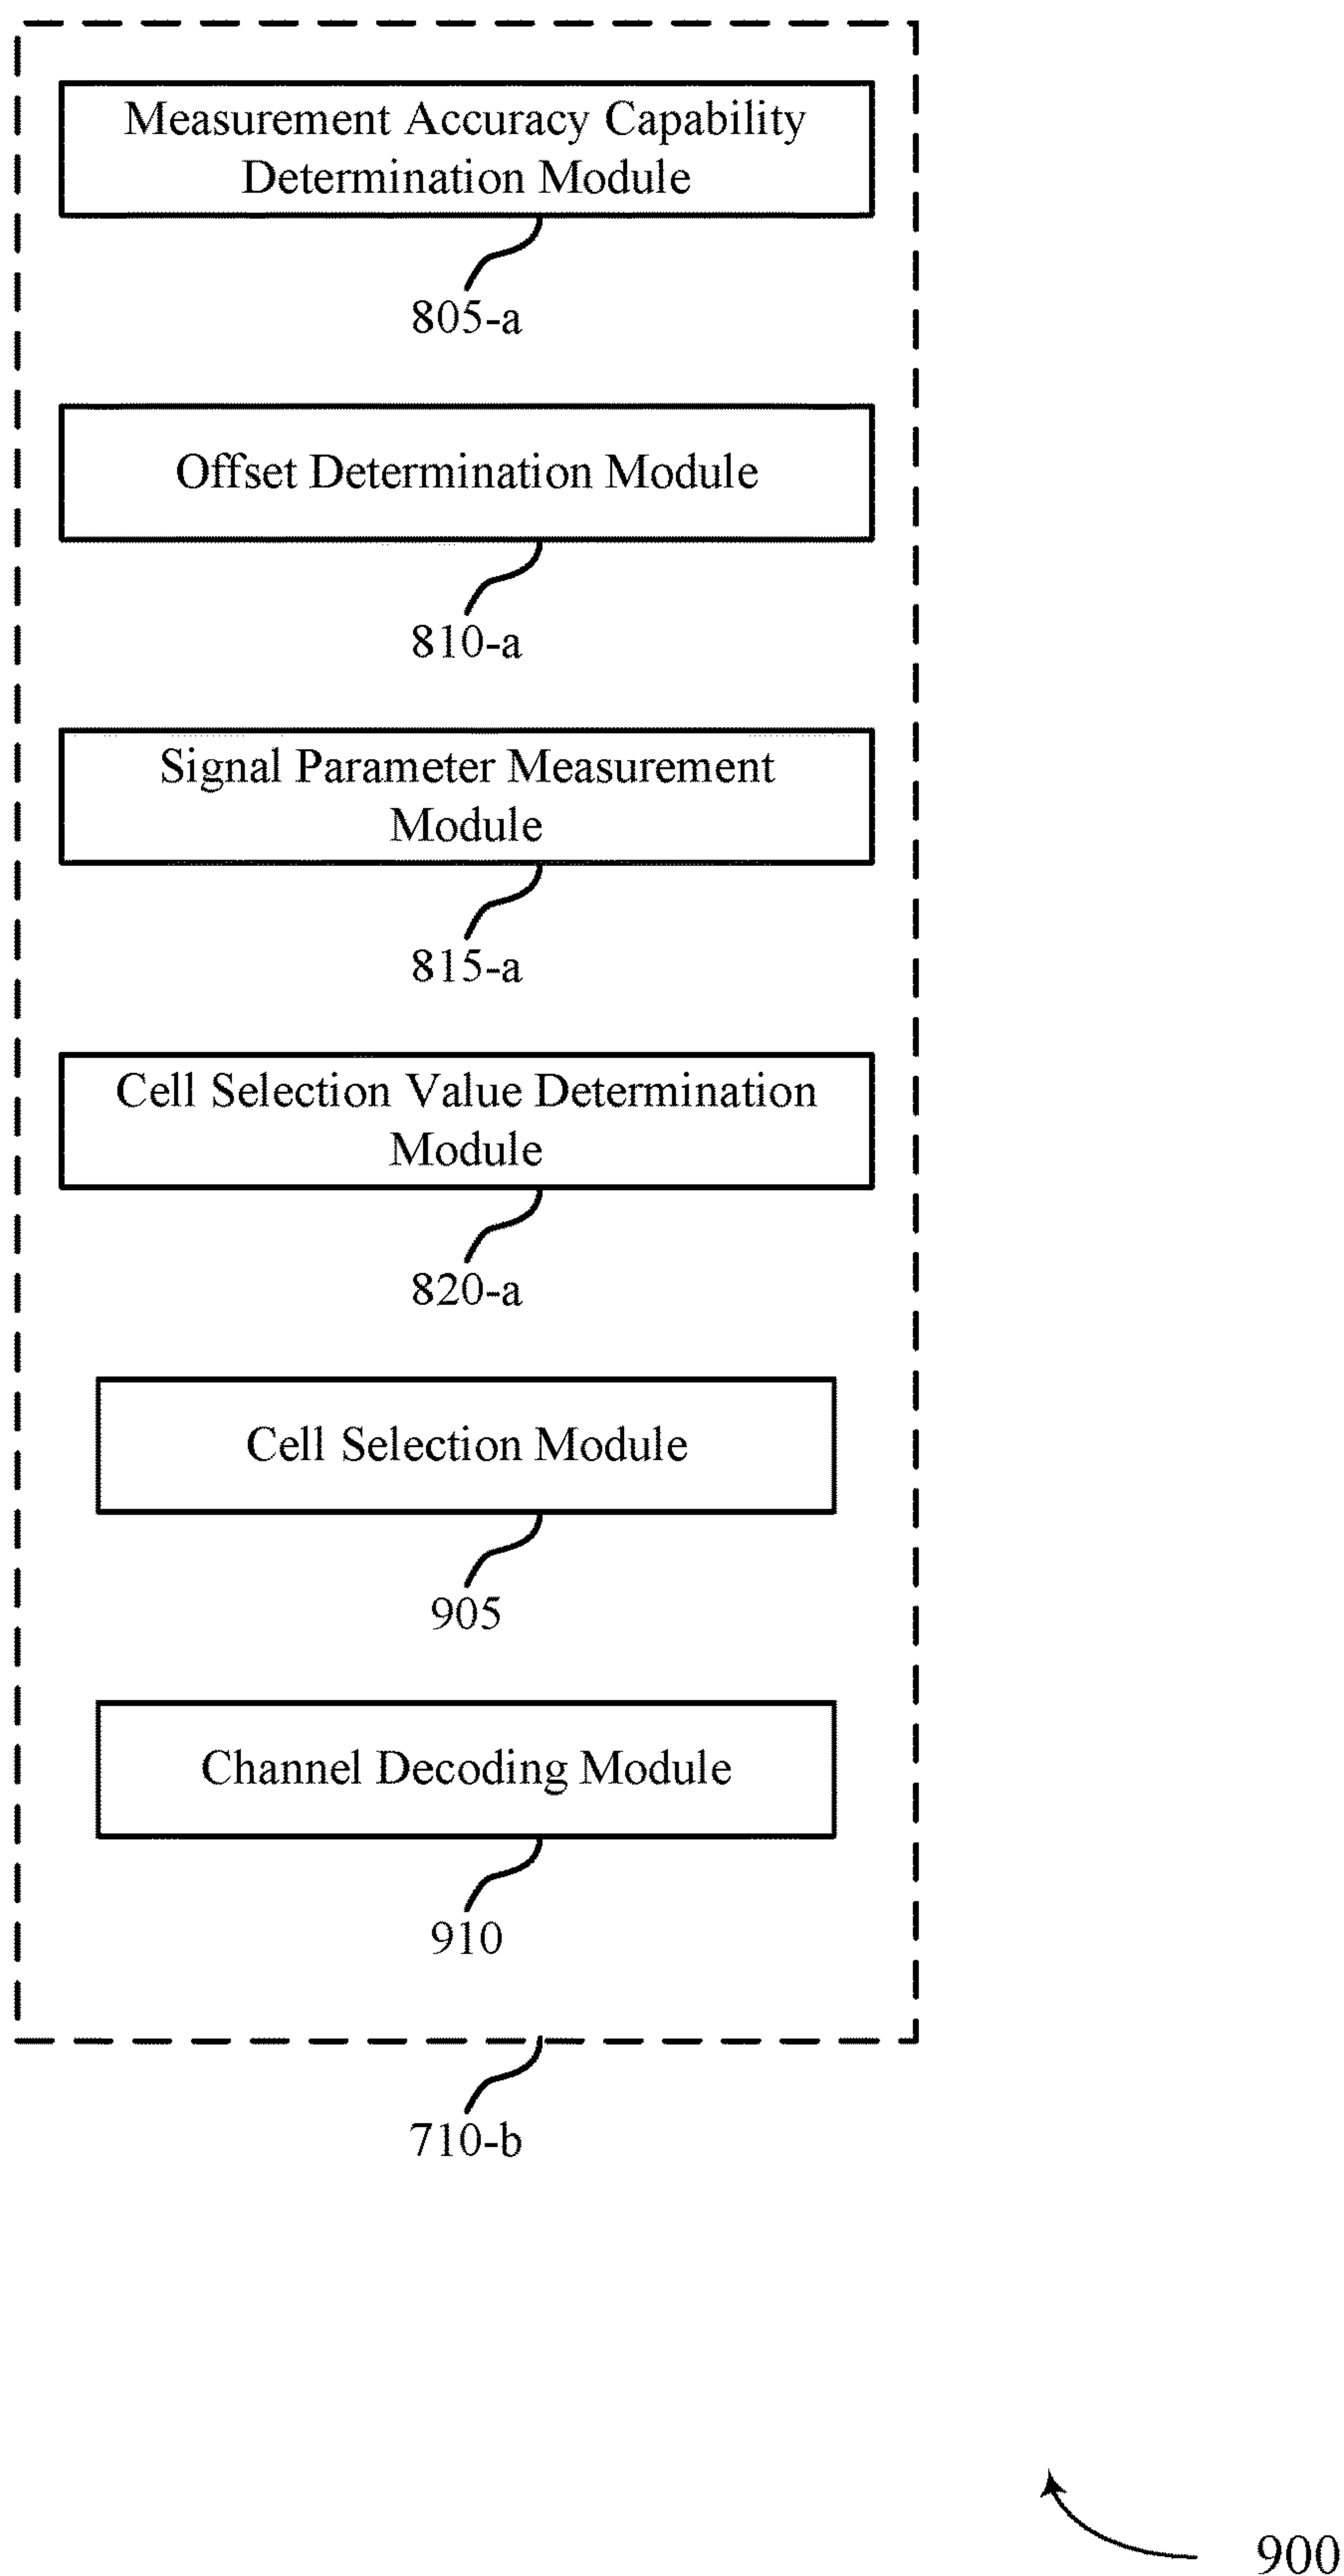 Measurement Accuracy Capability
Determination Module
805-a
Offset Determination Module
810-a
Signal Parameter Measurement
Module
815-a
Cell Selection Value Determination
Module
820-a
Cell Selection Module
905
Channel Decoding Module
910
710-b
900